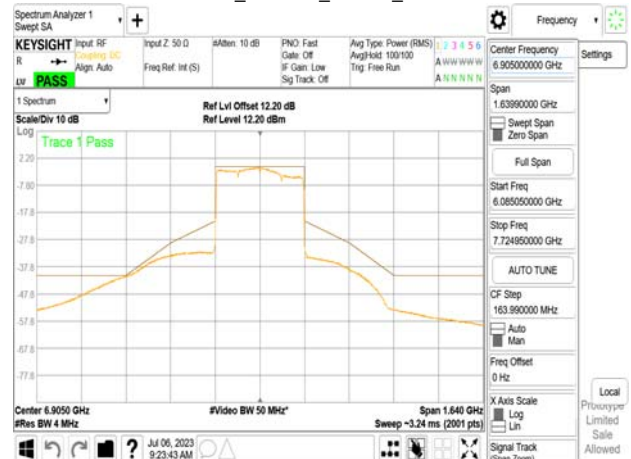 Spectrum Analyzer 1
Swept SA
Frequency
KEYSIGHT
R
LW PASS
Input: RF
Coupling: DC
Align: Auto
Input Z: 50 Ω
Freq Ref: Int (S)
#Atten: 10 dB
PNO: Fast
Gate: Off
IF Gain: Low
Sig Track: Off
Avg Type: Power (RMS)
Avg|Hold: 100/100
Trig: Free Run
1 2 3 4 5 6
A W W W W W
A N N N N N
1 Spectrum
Scale/Div 10 dB
Log
Ref Lvl Offset 12.20 dB
Ref Level 12.20 dBm
Trace 1 Pass
2.20
-7.80
-17.8
-27.8
-37.8
-47.8
-57.8
-67.8
-77.8
Center 6.9050 GHz
#Res BW 4 MHz
#Video BW 50 MHz*
Span 1.640 GHz
Sweep ~3.24 ms (2001 pts)
Jul 06, 2023
9:23:43 AM
Center Frequency
6.905000000 GHz
Span
1.63990000 GHz
Swept Span
Zero Span
Full Span
Start Freq
6.085050000 GHz
Stop Freq
7.724950000 GHz
AUTO TUNE
CF Step
163.990000 MHz
Auto
Man
Freq Offset
0 Hz
X Axis Scale
Log
Lin
Signal Track
(Span Zoom)
Settings
Local
Prototype
Limited
Sale
Allowed